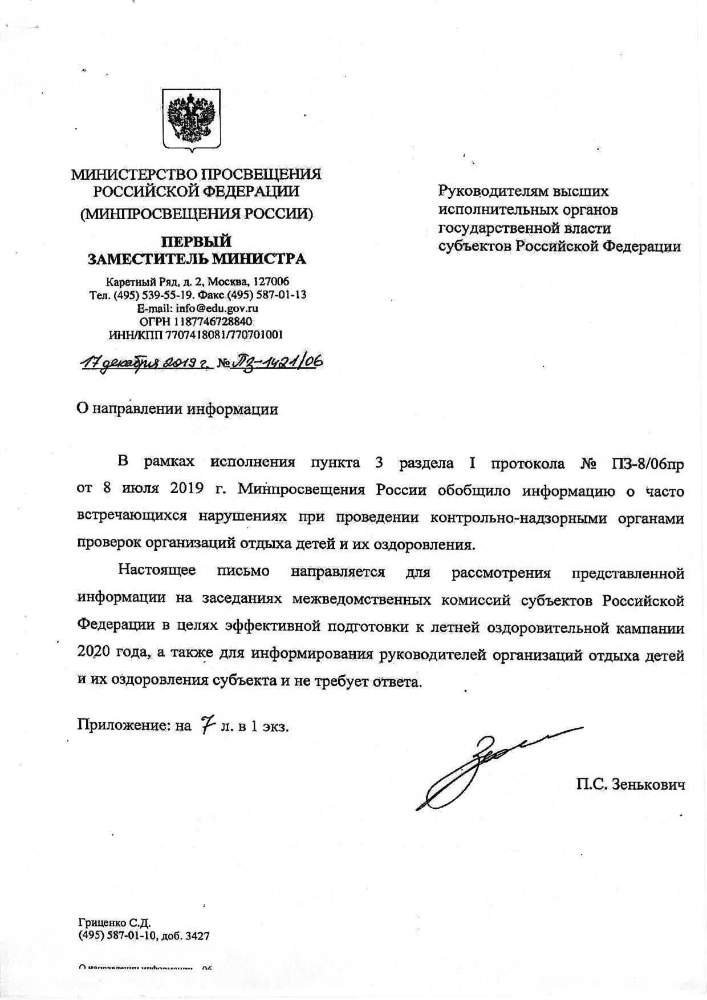 МИНИСТЕРСТВО ПРОСВЕЩЕНИЯ
РОССИЙСКОЙ ФЕДЕРАЦИИ
(МИНПРОСВЕЩЕНИЯ РОССИИ)
ПЕРВЫЙ
ЗАМЕСТИТЕЛЬ МИНИСТРА
Каретный Ряд, д. 2, Москва, 127006
Тел. (495) 539-55-19. Факс (495) 587-01-13
E-mail: info@edu.gov.ru
ОГРН 1187746728840
ИНН/КПП 7707418081/770701001
17 декабря 2019 г. № ПЗ-1421/06
Руководителям высших
исполнительных органов
государственной власти
субъектов Российской Федерации
О направлении информации
В рамках исполнения пункта 3 раздела I протокола № ПЗ-8/06пр
от 8 июля 2019 г. Минпросвещения России обобщило информацию о часто
встречающихся нарушениях при проведении контрольно-надзорными органами
проверок организаций отдыха детей и их оздоровления.
Настоящее письмо направляется для рассмотрения представленной
информации на заседаниях межведомственных комиссий субъектов Российской
Федерации в целях эффективной подготовки к летней оздоровительной кампании
2020 года, а также для информирования руководителей организаций отдыха детей
и их оздоровления субъекта и не требует ответа.
Приложение: на 7 л. в 1 экз.
П.С. Зенькович
Гриценко С.Д.
(495) 587-01-10, доб. 3427
О направлении информации 06